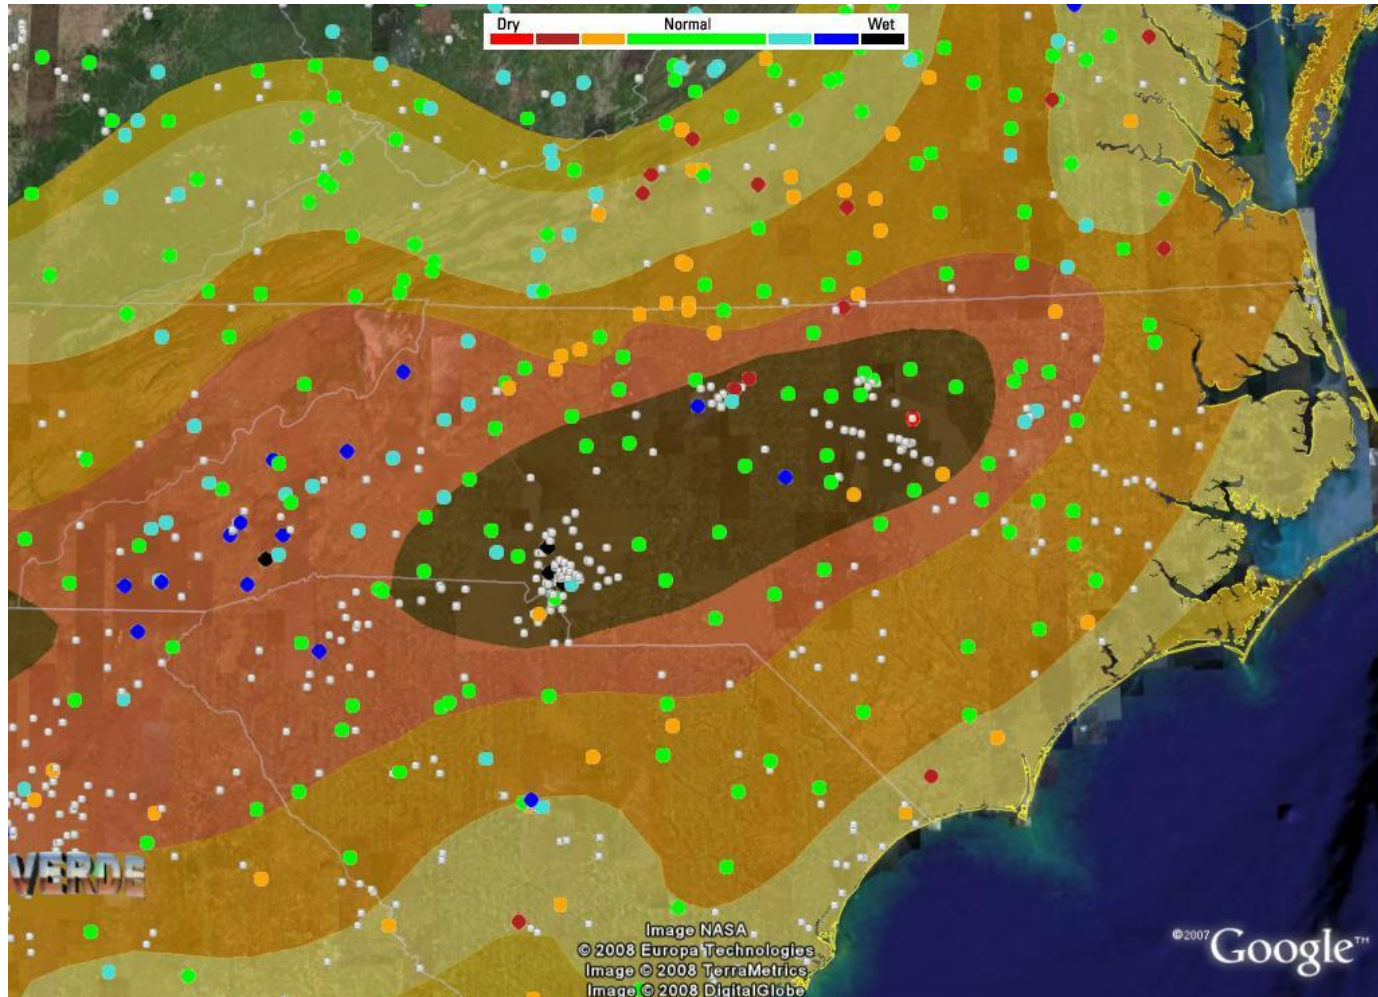 Dry Normal Wet
VERDE
Image NASA
© 2008 Europa Technologies
Image © 2008 TerraMetrics
Image © 2008 DigitalGlobe
©2007 Google™